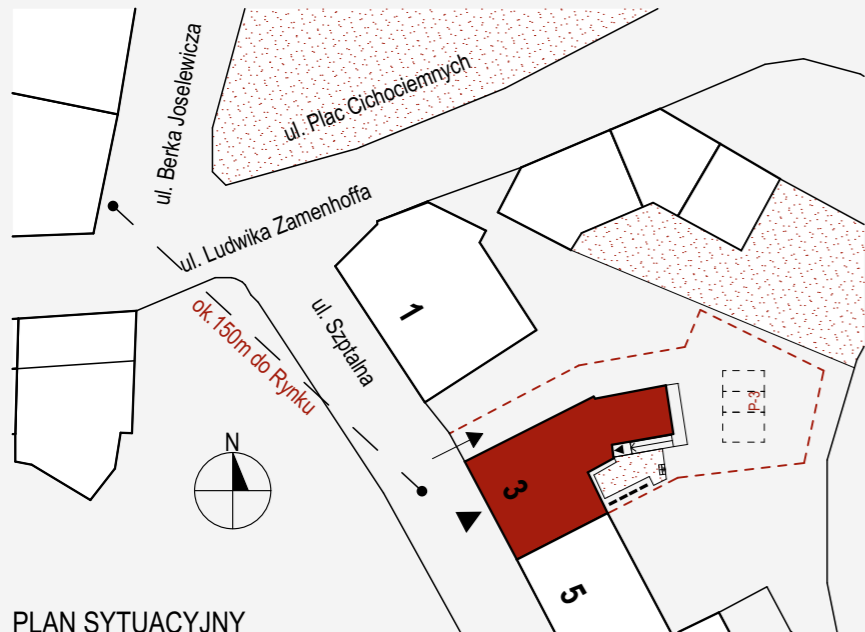 ul. Berka Joselewicza
ul. Plac Cichociemnych
ul. Ludwika Zamenhoffa
ok.150m do Rynku
ul. Szptalna
1
P-3
N
3
5
PLAN SYTUACYJNY